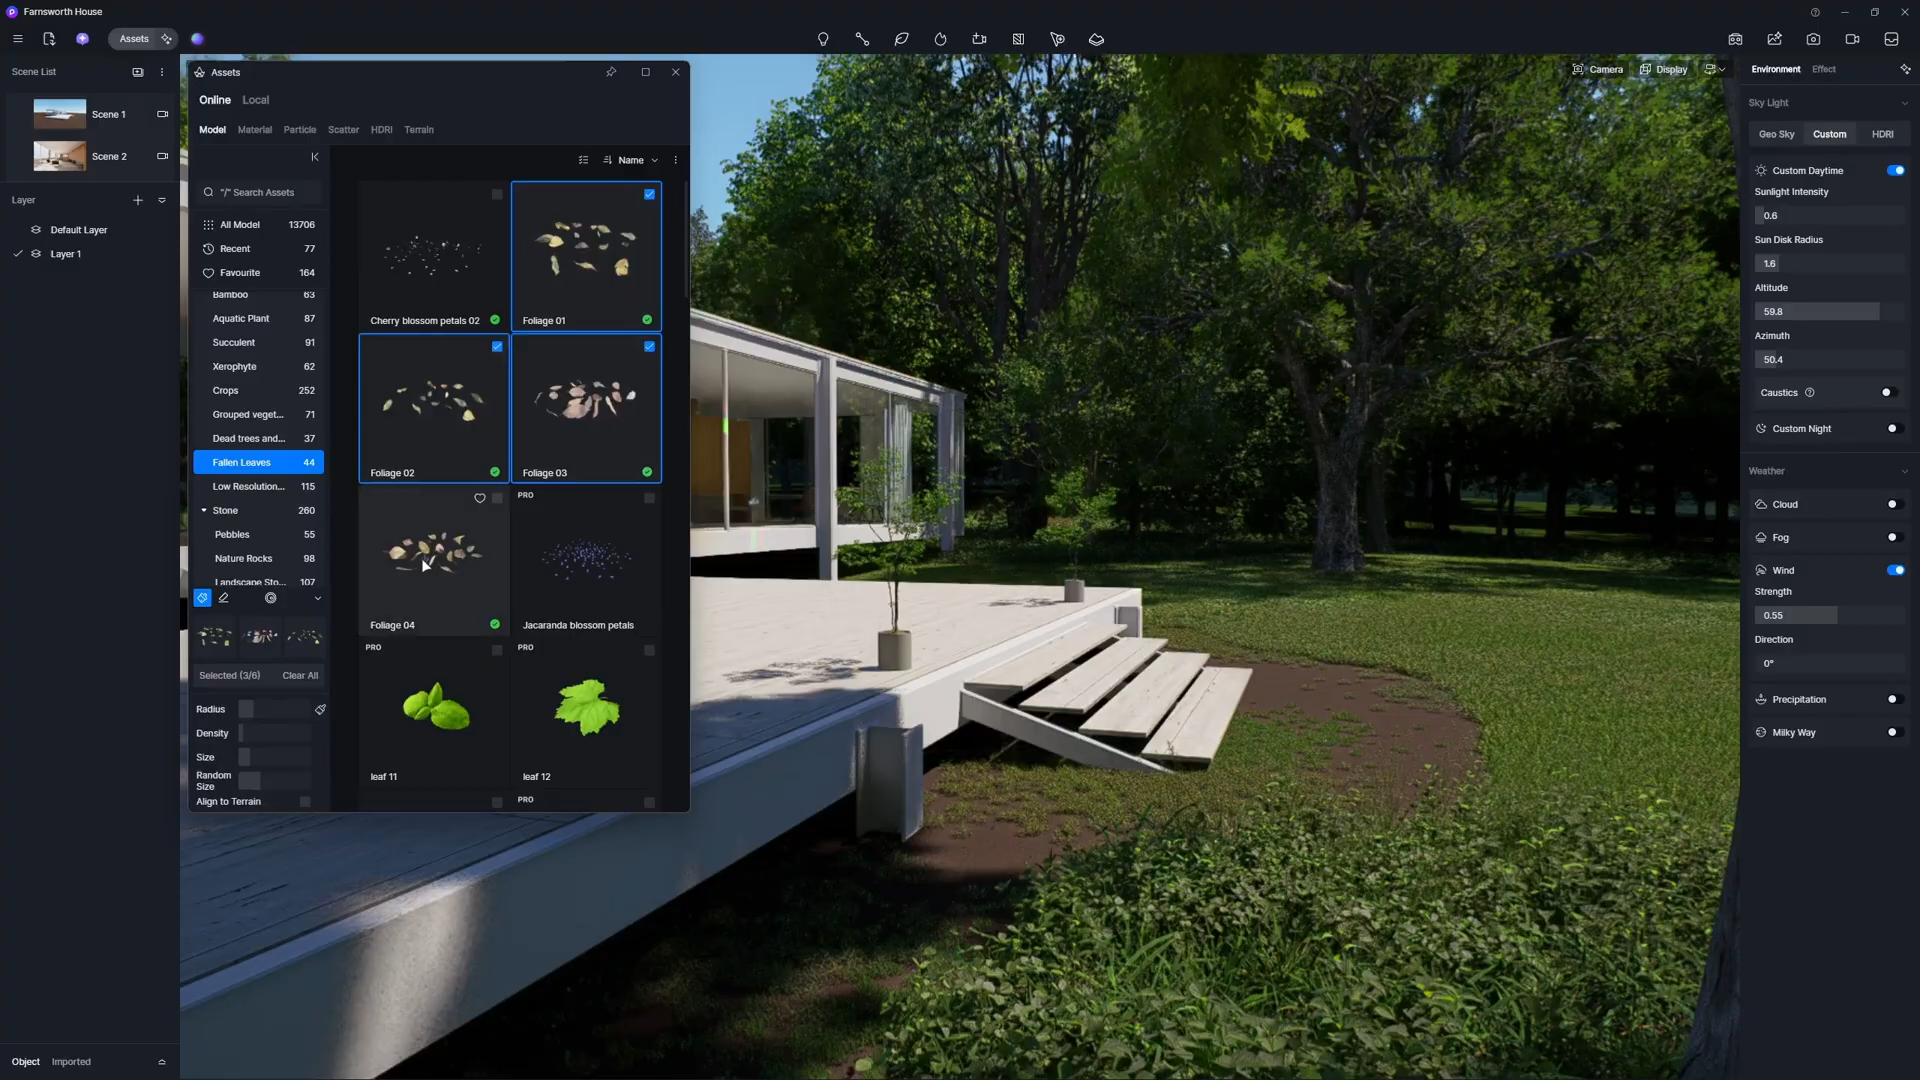 Farnsworth House
Assets
Scene List
Scene 1
Scene 2
Layer
Default Layer
Layer 1
Object
Imported
Assets
Online
Local
Model
Material
Particle
Scatter
HDRI
Terrain
"/" Search Assets
Name
All Model 13706
Recent 77
Favourite 164
Bamboo 63
Aquatic Plant 87
Succulent 91
Xerophyte 62
Crops 252
Grouped veget... 71
Dead trees and... 37
Fallen Leaves 44
Low Resolution... 115
Stone 260
Pebbles 55
Nature Rocks 98
Landscape Sto... 107
Selected (3/6)
Clear All
Radius
Density
Size
Random
Size
Align to Terrain
Cherry blossom petals 02
Foliage 01
Foliage 02
Foliage 03
PRO
Foliage 04
Jacaranda blossom petals
PRO
PRO
leaf 11
leaf 12
PRO
Camera
Display
Environment
Effect
Sky Light
Geo Sky
Custom
HDRI
Custom Daytime
Sunlight Intensity
0.6
Sun Disk Radius
1.6
Altitude
59.8
Azimuth
50.4
Caustics
Custom Night
Weather
Cloud
Fog
Wind
Strength
0.55
Direction
0°
Precipitation
Milky Way